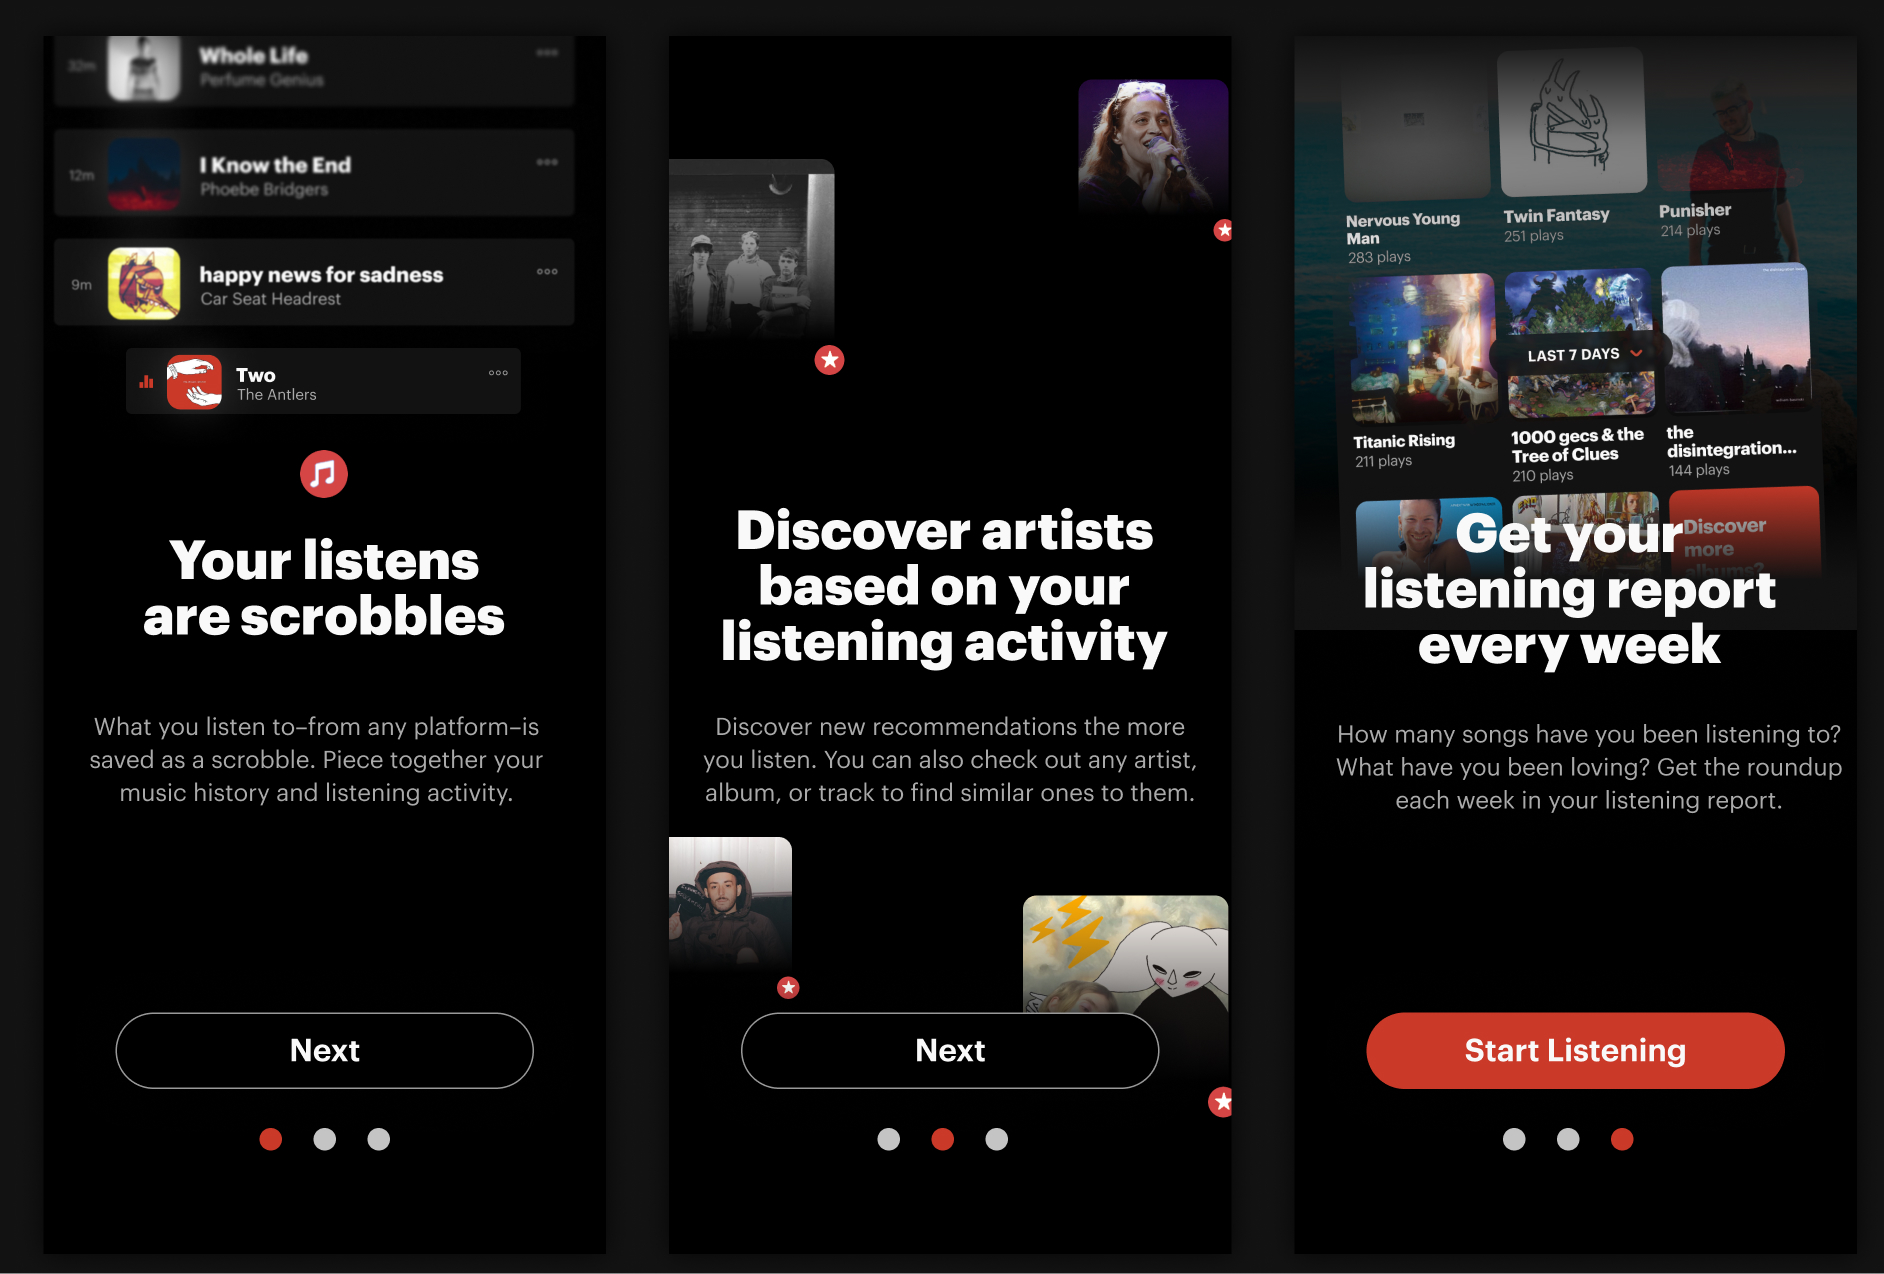 32m
Whole Life
Perfume Genius
12m
I Know the End
Phoebe Bridgers
9m
happy news for sadness
Car Seat Headrest
Two
The Antlers
Your listens
are scrobbles
What you listen to–from any platform–is
saved as a scrobble. Piece together your
music history and listening activity.
Next
Discover artists
based on your
listening activity
Discover new recommendations the more
you listen. You can also check out any artist,
album, or track to find similar ones to them.
Next
Nervous Young
Man
283 plays
Twin Fantasy
251 plays
Punisher
214 plays
LAST 7 DAYS
Titanic Rising
211 plays
1000 gecs & the
Tree of Clues
210 plays
the
disintegration...
144 plays
Discover
more
albums?
Get your
listening report
every week
How many songs have you been listening to?
What have you been loving? Get the roundup
each week in your listening report.
Start Listening